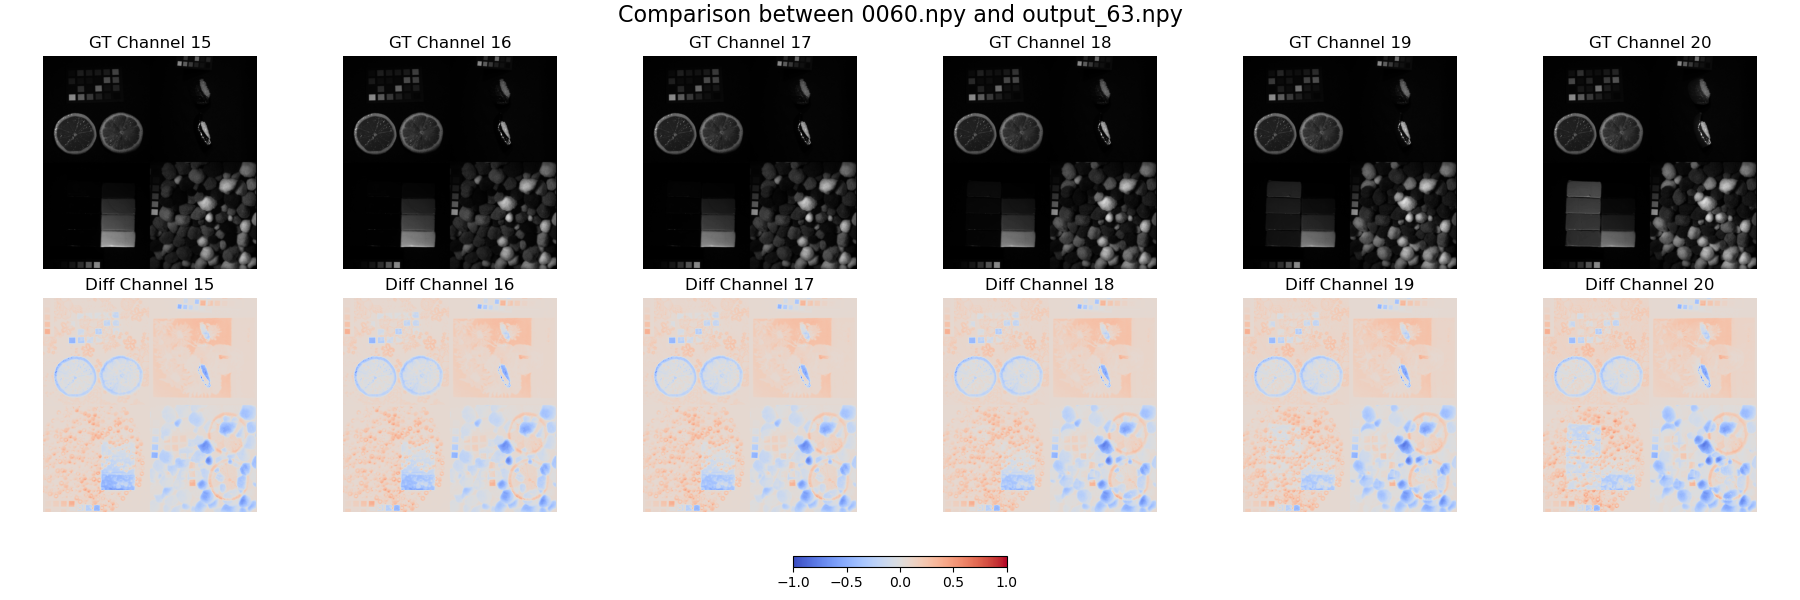 Comparison between 0060.npy and output_63.npy
GT Channel 15 GT Channel 16 GT Channel 17 GT Channel 18 GT Channel 19 GT Channel 20
Diff Channel 15 Diff Channel 16 Diff Channel 17 Diff Channel 18 Diff Channel 19 Diff Channel 20
−1.0 −0.5 0.0 0.5 1.0